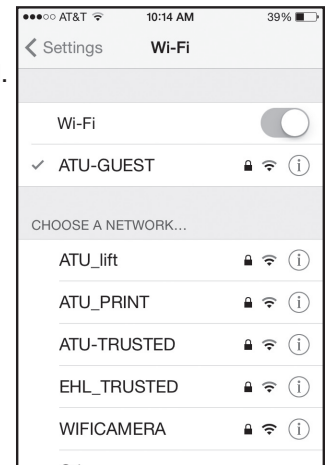 AT&T 10:14 AM 39%
Settings Wi-Fi
Wi-Fi
ATU-GUEST
CHOOSE A NETWORK...
ATU_lift
ATU_PRINT
ATU-TRUSTED
EHL_TRUSTED
WIFICAMERA